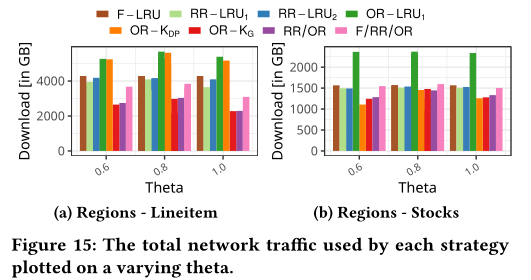 F−LRU RR−LRU₁ RR−LRU₂ OR−LRU₁
OR−K_DP OR−K_G RR/OR F/RR/OR
Download [in GB]
4000
2000
0
0.6
0.8
1.0
Theta
Download [in GB]
2000
1500
1000
500
0
0.6
0.8
1.0
Theta
(a) Regions - Lineitem
(b) Regions - Stocks
Figure 15: The total network traffic used by each strategy
plotted on a varying theta.